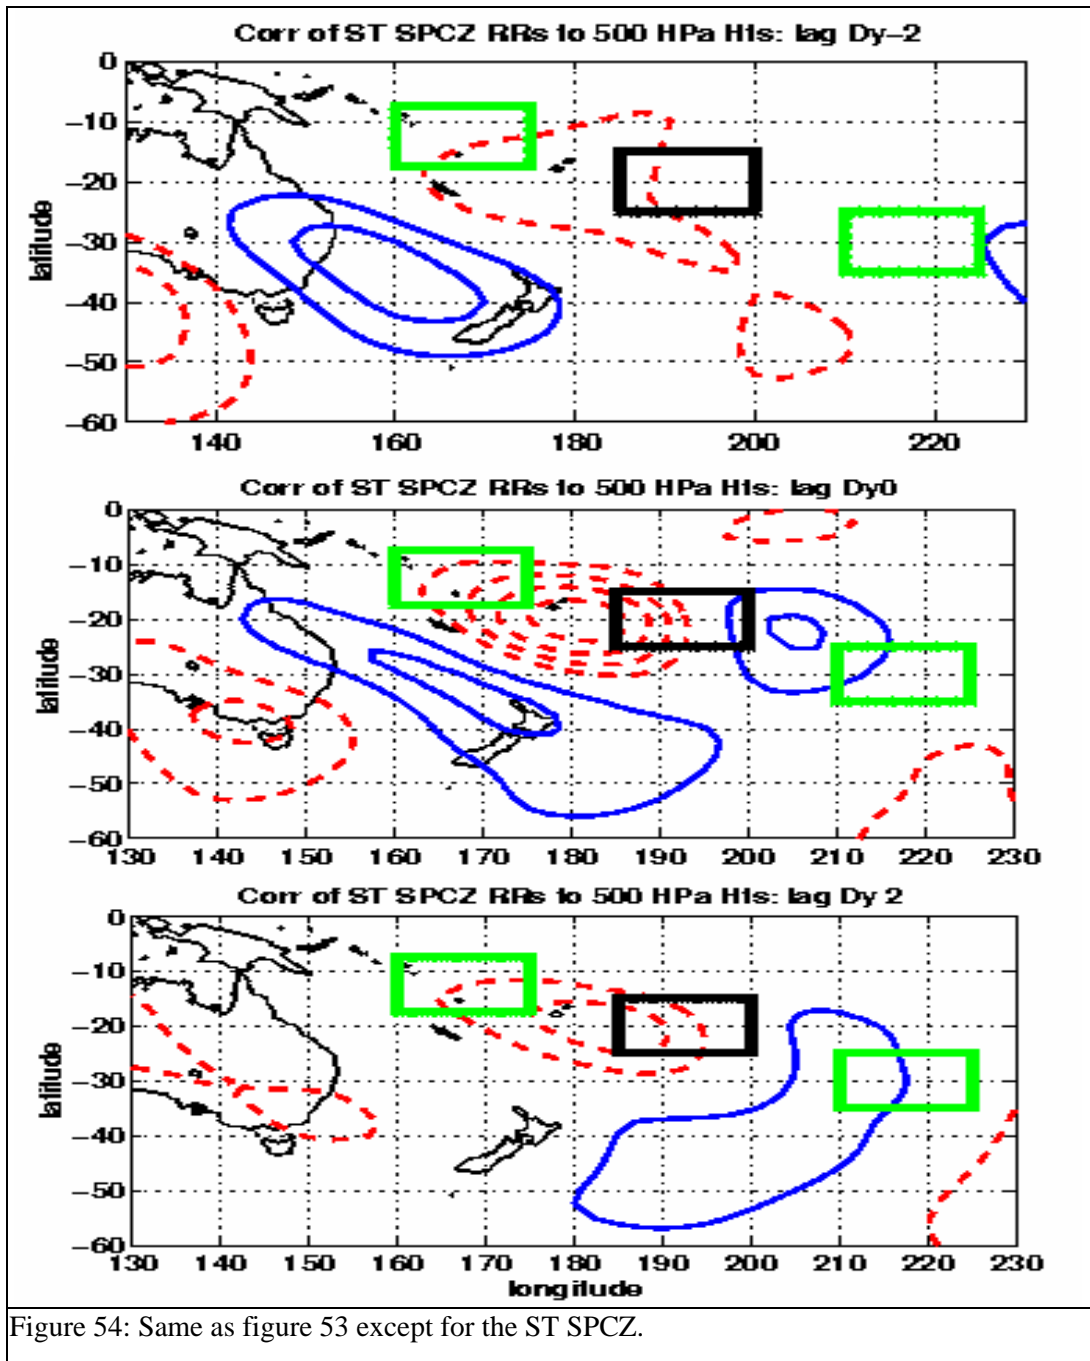 Corr of ST SPCZ RRs to 500 HPa Hts: lag Dy−2
0
−10
−20
−30
−40
−50
−60
latitude
140 160 180 200 220
Corr of ST SPCZ RRs to 500 HPa Hts: lag Dy0
0
−10
−20
−30
−40
−50
−60
latitude
130 140 150 160 170 180 190 200 210 220 230
Corr of ST SPCZ RRs to 500 HPa Hts: lag Dy 2
0
−10
−20
−30
−40
−50
−60
latitude
130 140 150 160 170 180 190 200 210 220 230
longitude
Figure 54: Same as figure 53 except for the ST SPCZ.